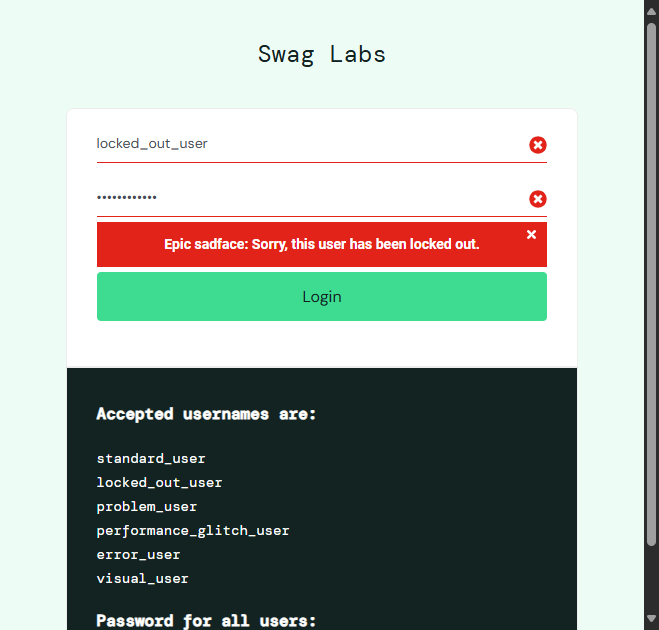 Swag Labs
locked_out_user
••••••••••••
Epic sadface: Sorry, this user has been locked out.
Login
Accepted usernames are:
standard_user
locked_out_user
problem_user
performance_glitch_user
error_user
visual_user
Password for all users: